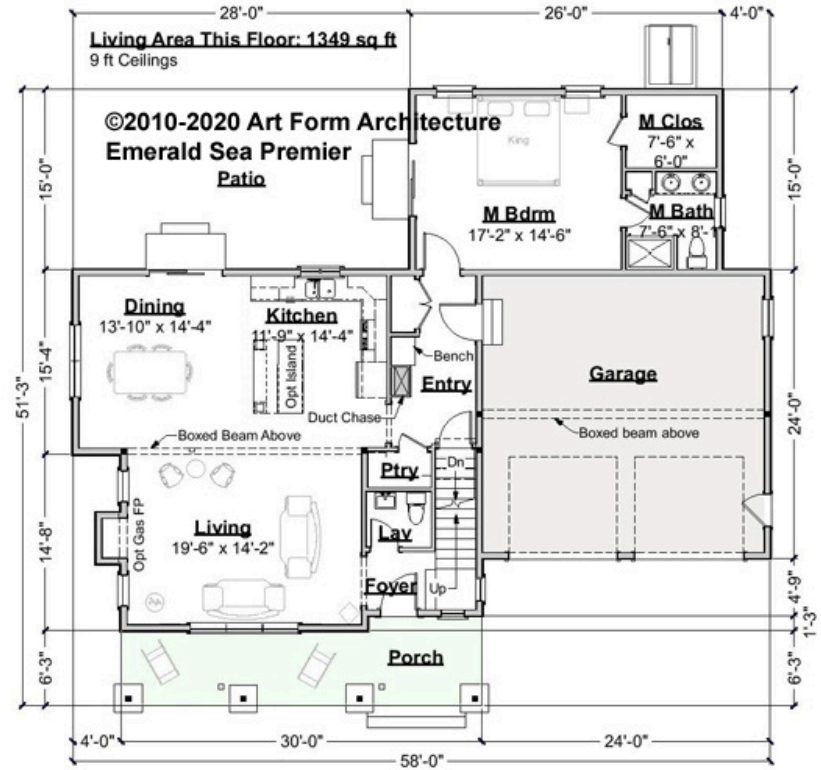 28'-0"
26'-0"
4'-0"
Living Area This Floor: 1349 sq ft
9 ft Ceilings
©2010-2020 Art Form Architecture
Emerald Sea Premier
Patio
King
M Clos
7'-6" x
6'-0"
M Bdrm
17'-2" x 14'-6"
M Bath
7'-6" x 8'-1
15'-0"
15'-0"
Dining
13'-10" x 14'-4"
Kitchen
11'-9" x 14'-4"
Opt Island
Bench
Entry
Duct Chase
Garage
Boxed beam above
Boxed Beam Above
15'-4"
51'-3"
24'-0"
Ptry
Dn
Living
19'-6" x 14'-2"
Opt Gas FP
Lav
Foyer
Up
14'-8"
4'-9"
1'-3"
Porch
6'-3"
6'-3"
4'-0"
30'-0"
24'-0"
58'-0"